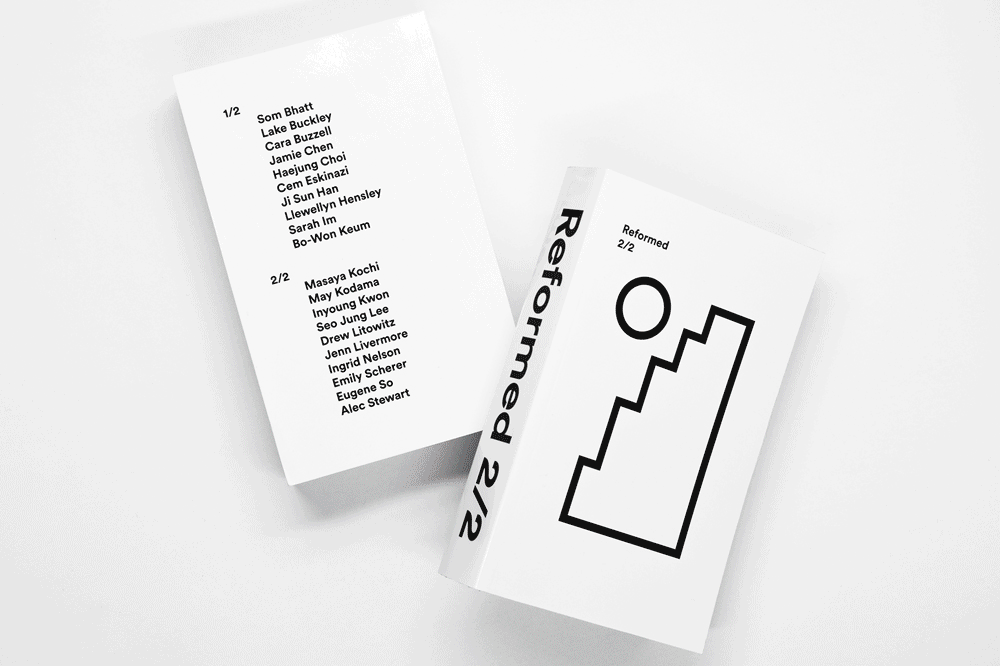 1/2
Som Bhatt
Lake Buckley
Cara Buzzell
Jamie Chen
Haejung Choi
Cem Eskinazi
Ji Sun Han
Llewellyn Hensley
Sarah Im
Bo-Won Keum
2/2
Masaya Kochi
May Kodama
Inyoung Kwon
Seo Jung Lee
Drew Litowitz
Jenn Livermore
Ingrid Nelson
Emily Scherer
Eugene So
Alec Stewart
Reformed 2/2
Reformed
2/2